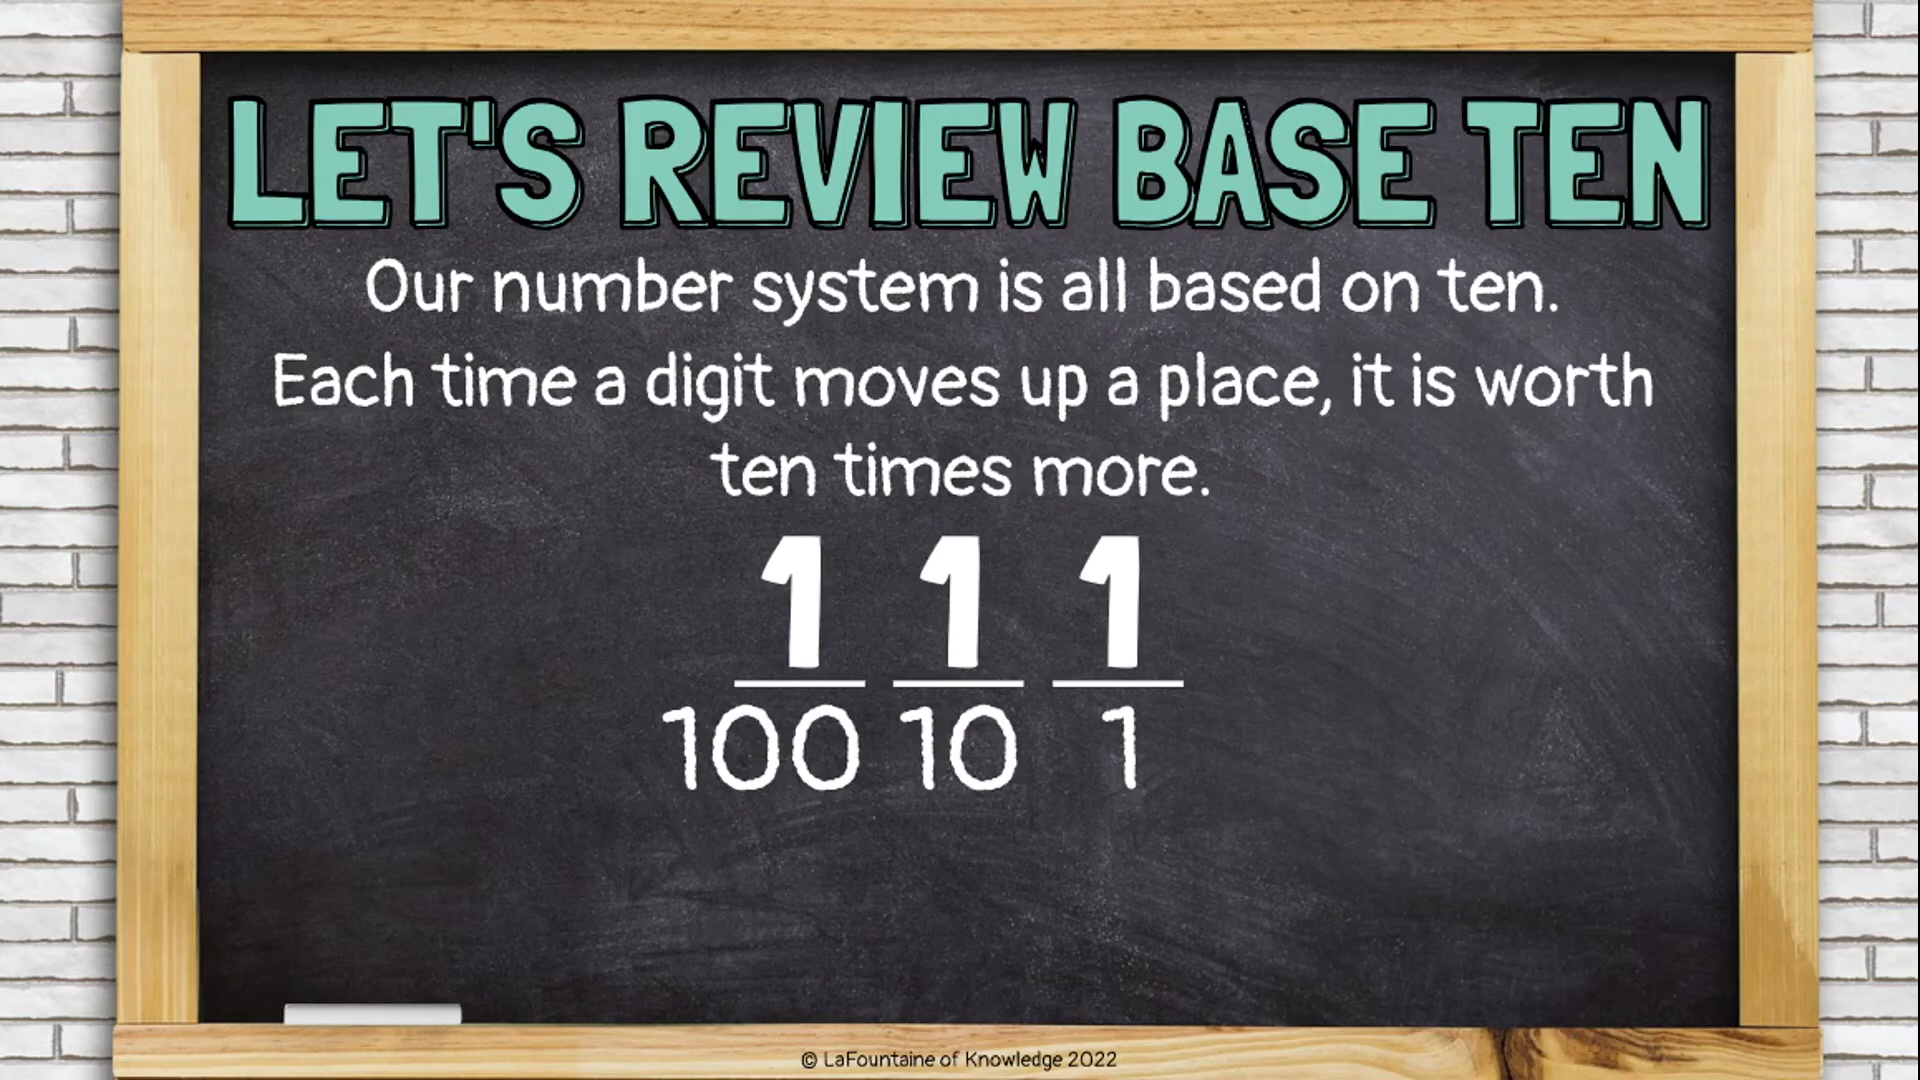 LET'S REVIEW BASE TEN
Our number system is all based on ten.
Each time a digit moves up a place, it is worth
ten times more.
1 1 1
100 10 1
© LaFountaine of Knowledge 2022